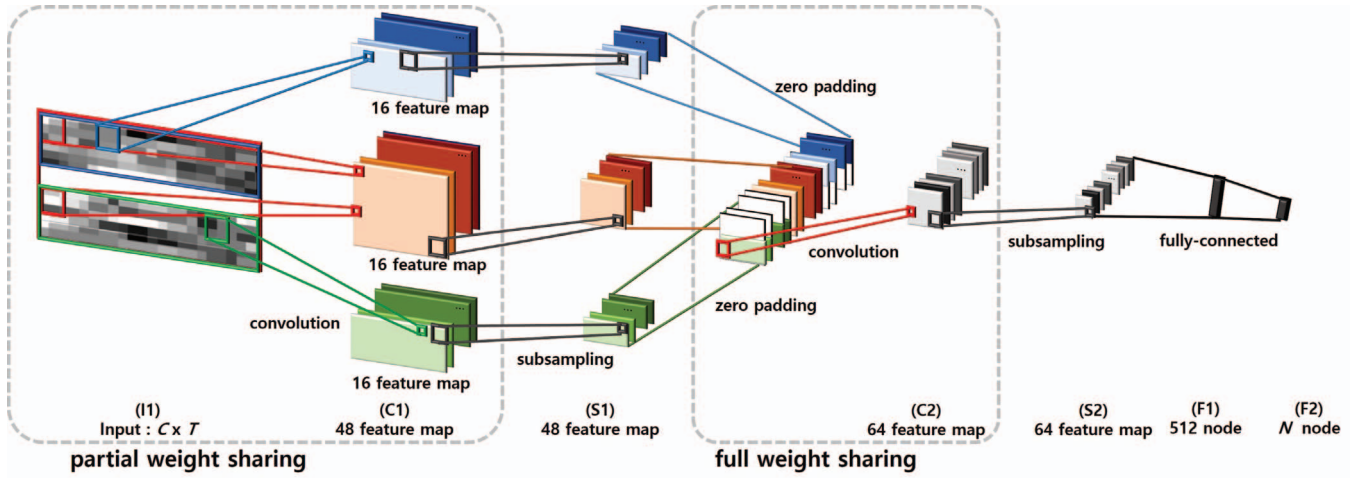 zero padding
16 feature map
16 feature map
convolution
subsampling
fully-connected
zero padding
convolution
subsampling
16 feature map
(I1)
Input : C x T
(C1)
48 feature map
(S1)
48 feature map
(C2)
64 feature map
(S2)
64 feature map
(F1)
512 node
(F2)
N node
partial weight sharing
full weight sharing